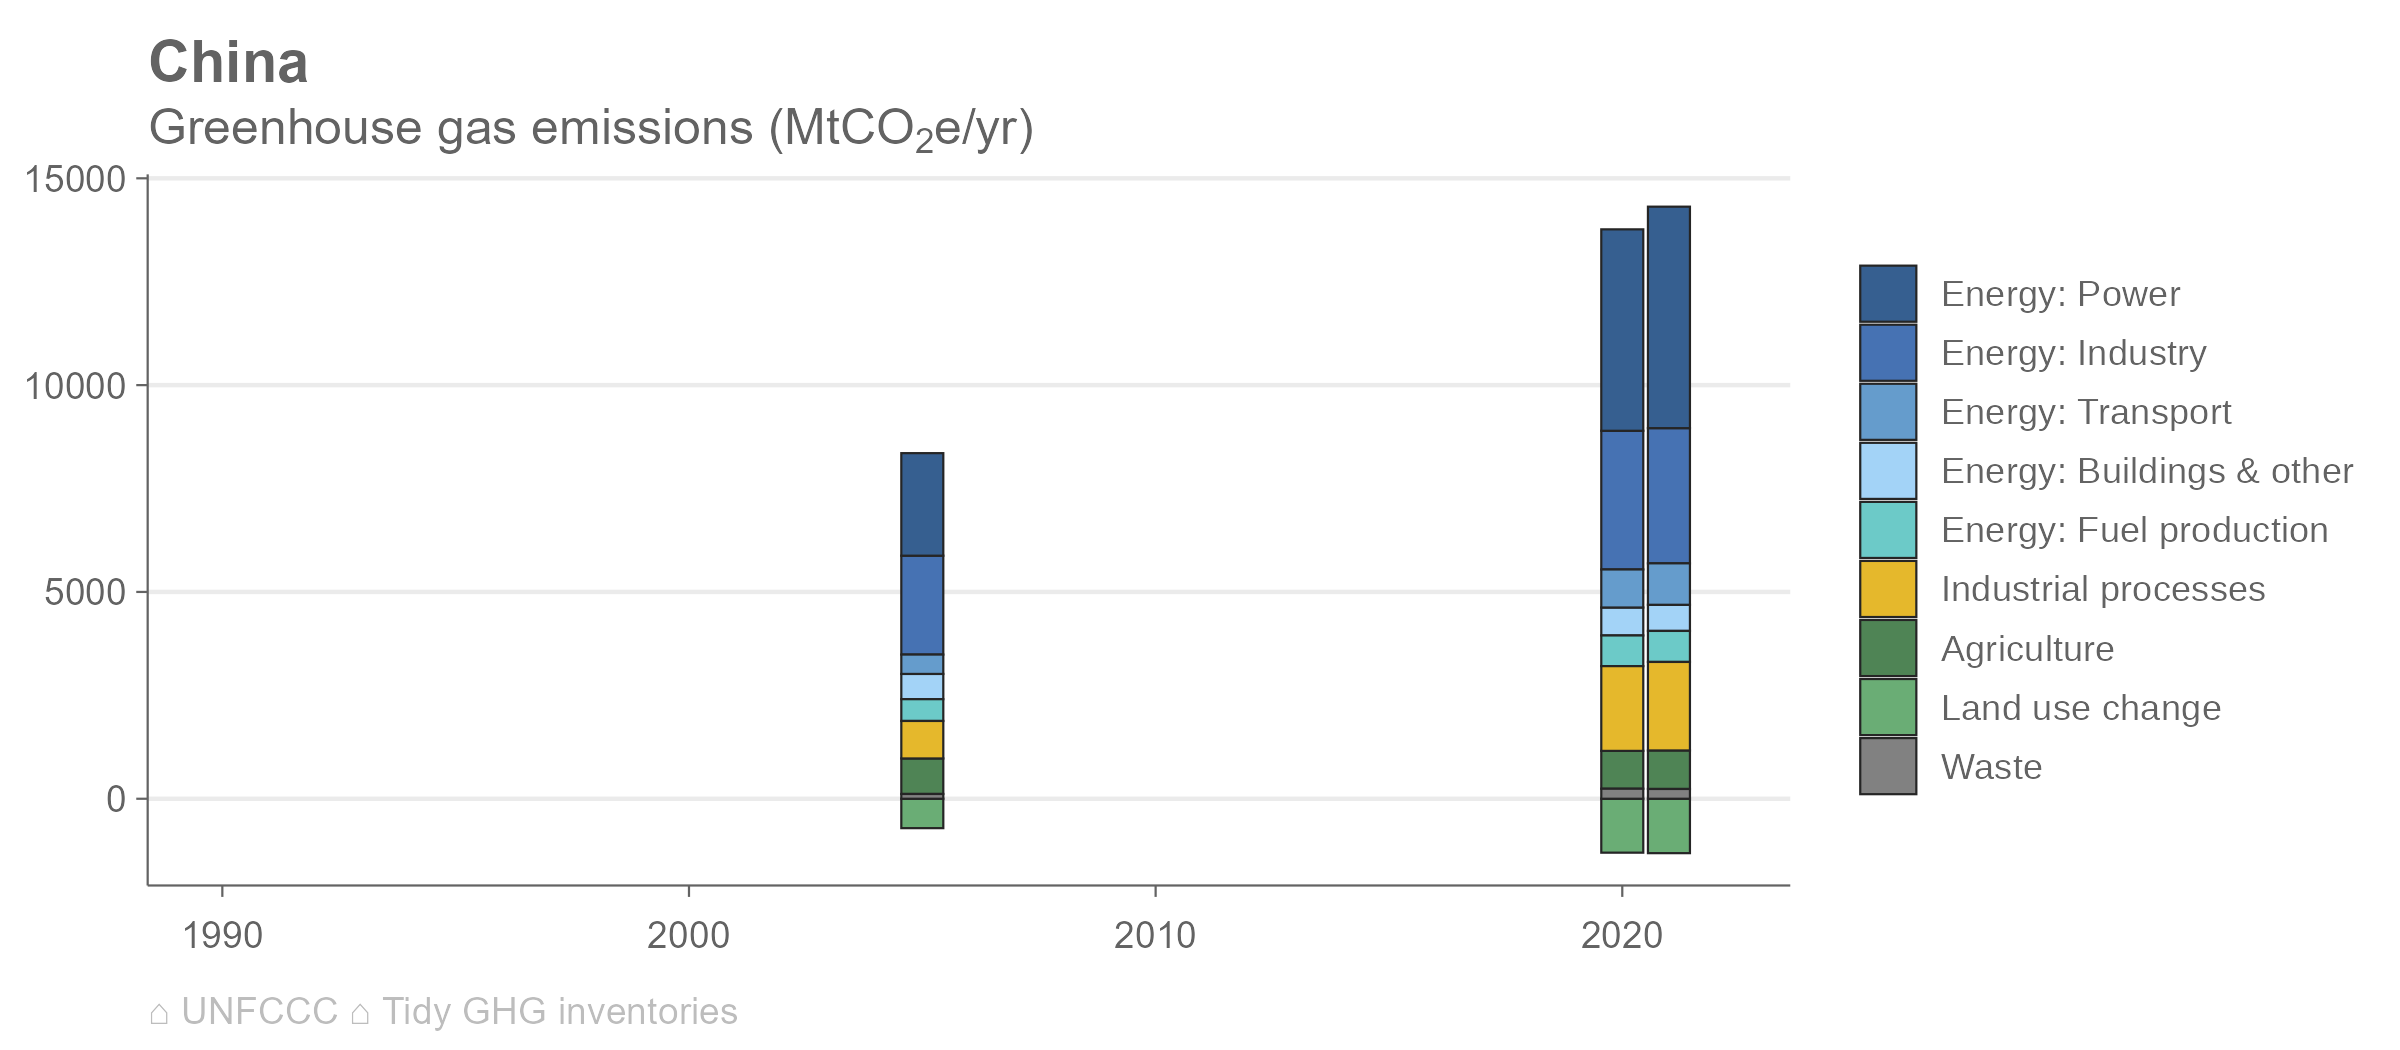 China
Greenhouse gas emissions (MtCO₂e/yr)
15000
10000
5000
0
1990
2000
2010
2020
Energy: Power
Energy: Industry
Energy: Transport
Energy: Buildings & other
Energy: Fuel production
Industrial processes
Agriculture
Land use change
Waste
⌂ UNFCCC ⌂ Tidy GHG inventories